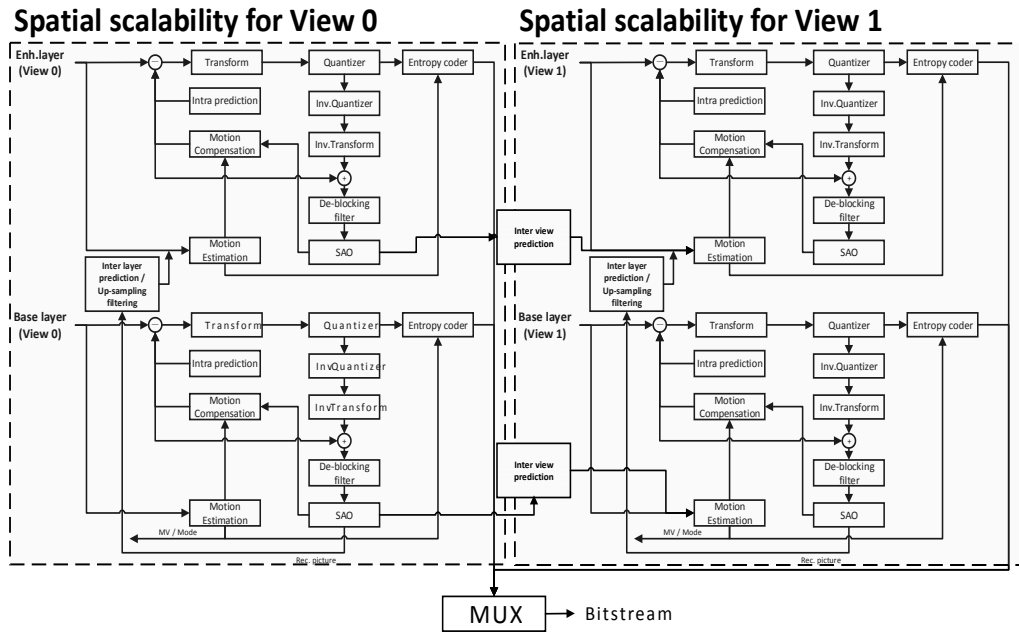 Spatial scalability for View 0
Spatial scalability for View 1
Enh.layer
(View 0)
Transform
Quantizer
Entropy coder
Intra prediction
Inv.Quantizer
Motion
Compensation
Inv.Transform
+
De-blocking
filter
Motion
Estimation
SAO
Inter layer
prediction /
Up-sampling
filtering
Base layer
(View 0)
Transform
Quantizer
Entropy coder
Intra prediction
InvQuantizer
Motion
Compensation
InvTransform
+
De-blocking
filter
Motion
Estimation
SAO
MV / Mode
Rec. picture
Inter view
prediction
Inter view
prediction
Enh.layer
(View 1)
Transform
Quantizer
Entropy coder
Intra prediction
Inv.Quantizer
Motion
Compensation
Inv.Transform
+
De-blocking
filter
Motion
Estimation
SAO
Inter layer
prediction /
Up-sampling
filtering
Base layer
(View 1)
Transform
Quantizer
Entropy coder
Intra prediction
Inv.Quantizer
Motion
Compensation
Inv.Transform
+
De-blocking
filter
Motion
Estimation
SAO
MV / Mode
Rec. picture
MUX
Bitstream